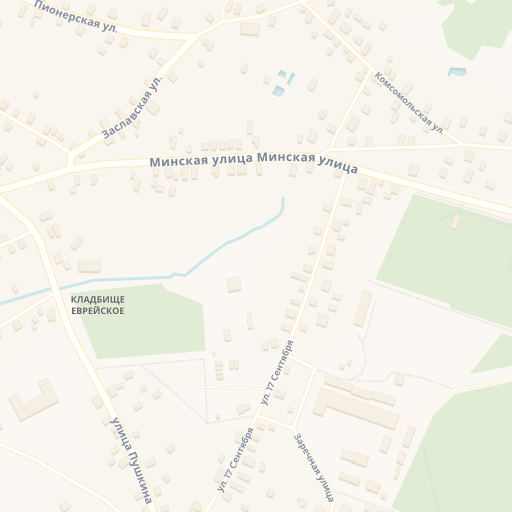 Пионерская ул.
Заславская ул.
Комсомольская ул.
Минская улица Минская улица
КЛАДБИЩЕ
ЕВРЕЙСКОЕ
ул. 17 Сентября
улица Пушкина
ул. 17 Сентября
Заречная улица